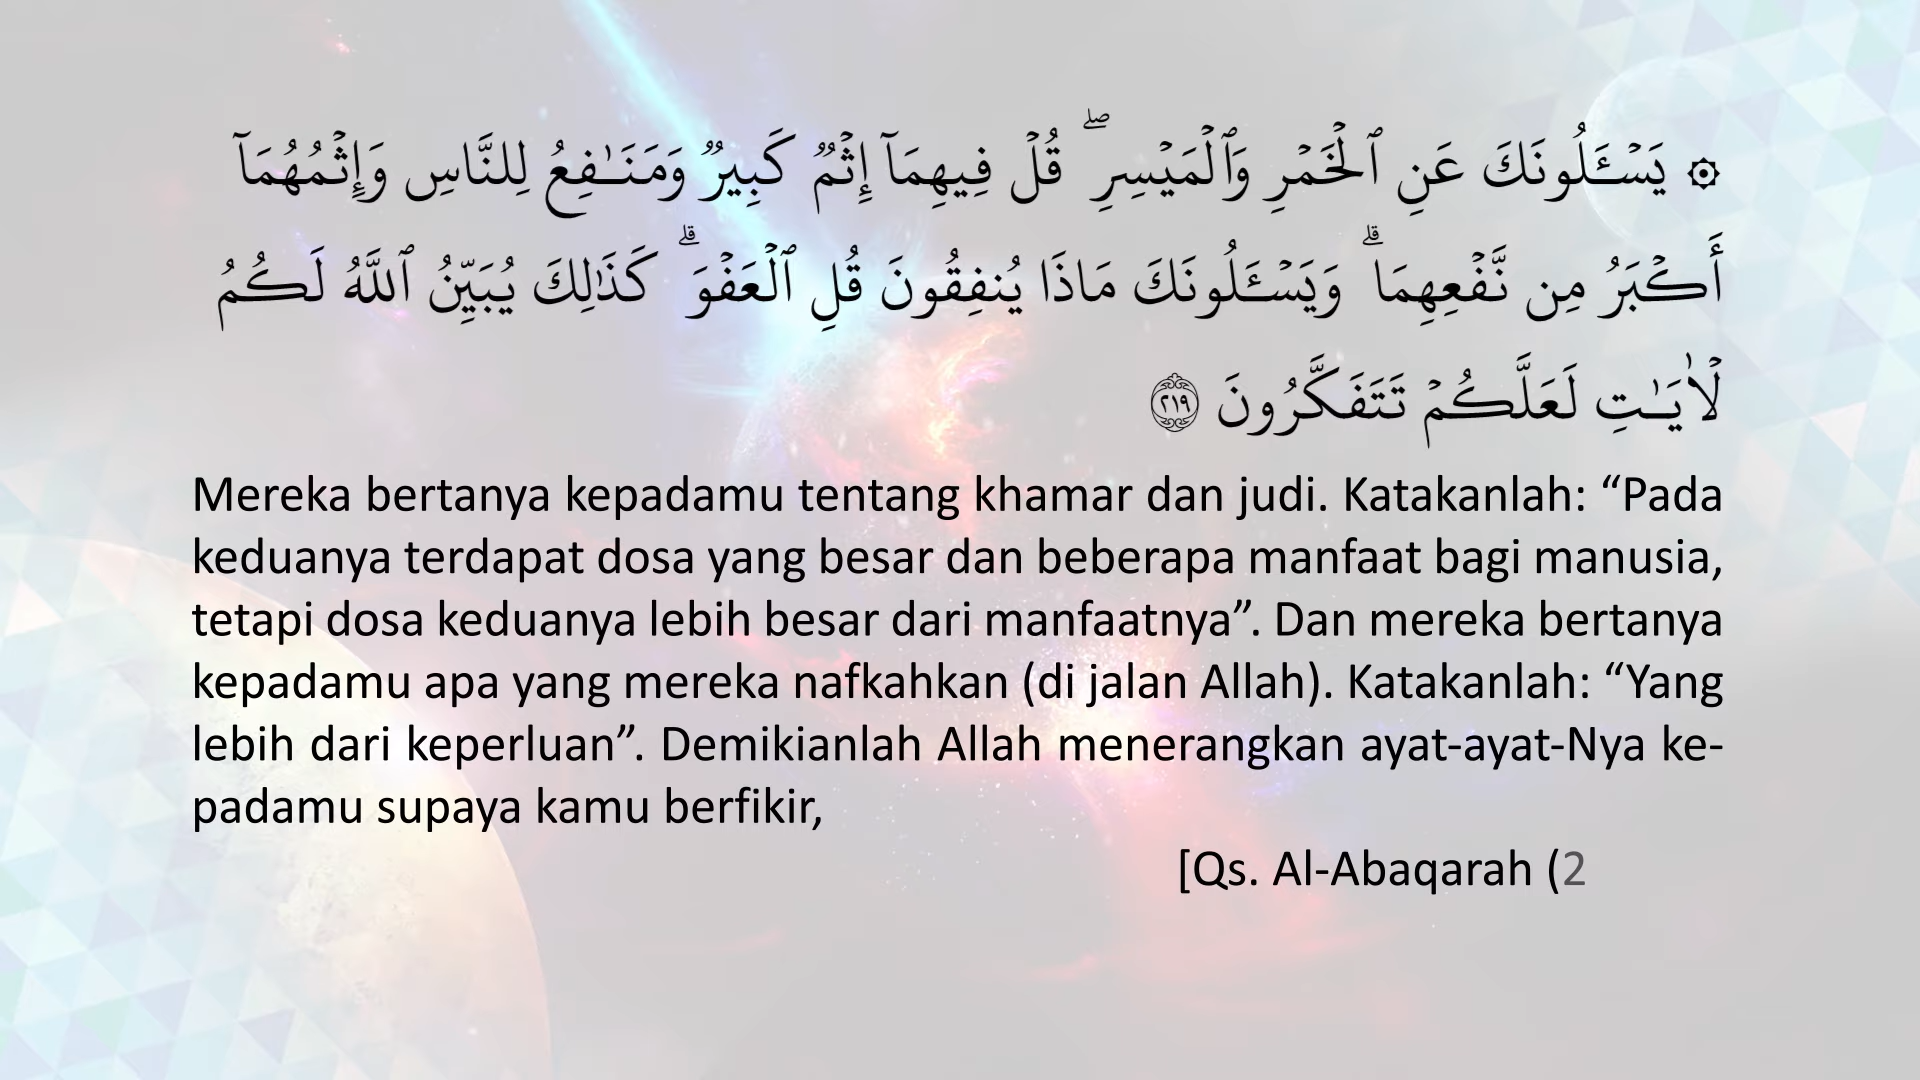 ۞ يَسْـَٔلُونَكَ عَنِ ٱلْخَمْرِ وَٱلْمَيْسِرِ ۖ قُلْ فِيهِمَآ إِثْمٌ كَبِيرٌ وَمَنَـٰفِعُ لِلنَّاسِ وَإِثْمُهُمَآ
أَكْبَرُ مِن نَّفْعِهِمَا ۗ وَيَسْـَٔلُونَكَ مَاذَا يُنفِقُونَ قُلِ ٱلْعَفْوَ ۗ كَذَٰلِكَ يُبَيِّنُ ٱللَّهُ لَكُمُ
لْأَيَـٰتِ لَعَلَّكُمْ تَتَفَكَّرُونَ ٢١٩
Mereka bertanya kepadamu tentang khamar dan judi. Katakanlah: “Pada
keduanya terdapat dosa yang besar dan beberapa manfaat bagi manusia,
tetapi dosa keduanya lebih besar dari manfaatnya”. Dan mereka bertanya
kepadamu apa yang mereka nafkahkan (di jalan Allah). Katakanlah: “Yang
lebih dari keperluan”. Demikianlah Allah menerangkan ayat-ayat-Nya ke-
padamu supaya kamu berfikir,
[Qs. Al-Abaqarah (2